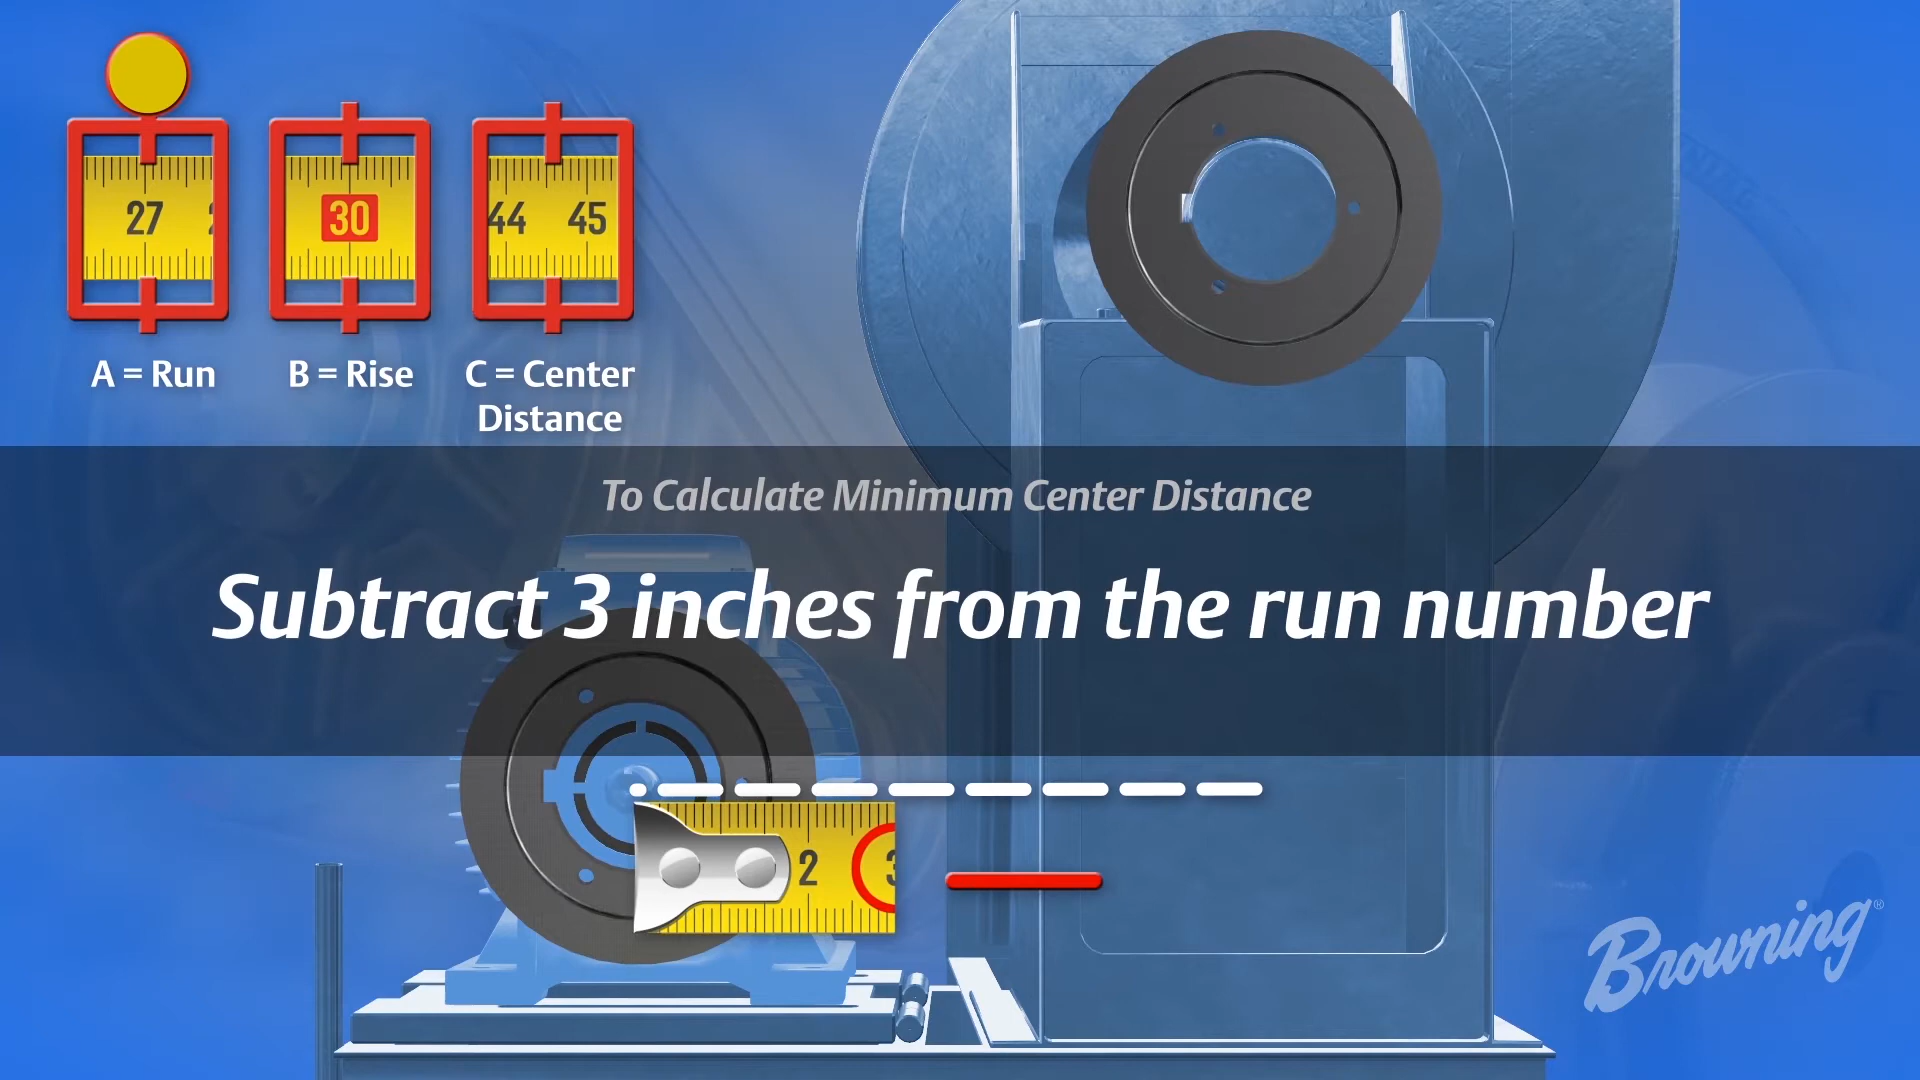 27
30
44 45
A = Run
B = Rise
C = Center
Distance
To Calculate Minimum Center Distance
Subtract 3 inches from the run number
2 3
Browning®